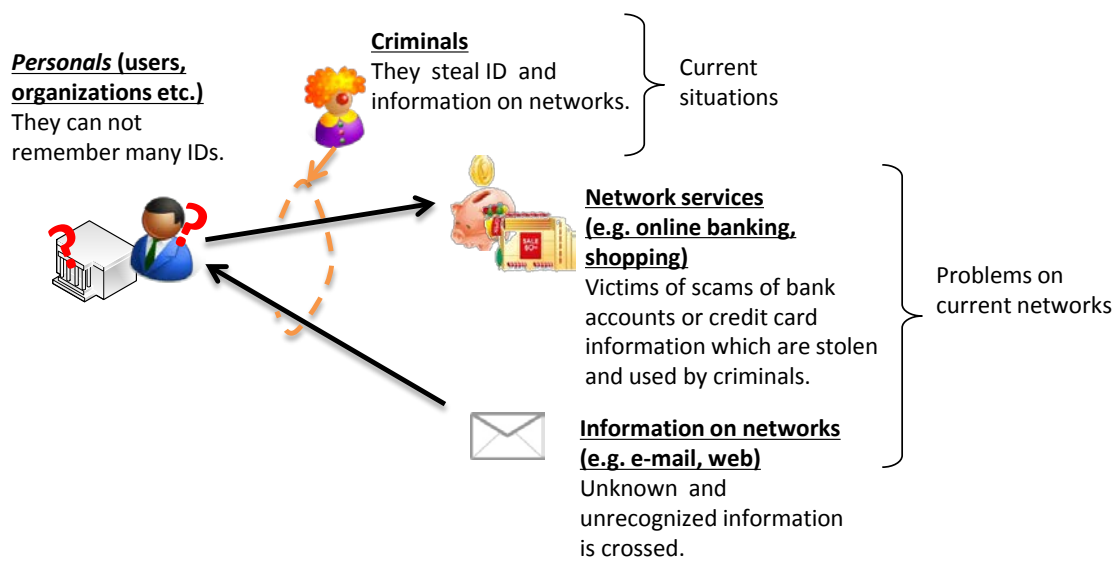 Personals (users,
organizations etc.)
They can not
remember many IDs.
Criminals
They steal ID and
information on networks.
Current
situations
?
?
SALE
Network services
(e.g. online banking,
shopping)
Victims of scams of bank
accounts or credit card
information which are stolen
and used by criminals.
Problems on
current networks
Information on networks
(e.g. e-mail, web)
Unknown and
unrecognized information
is crossed.